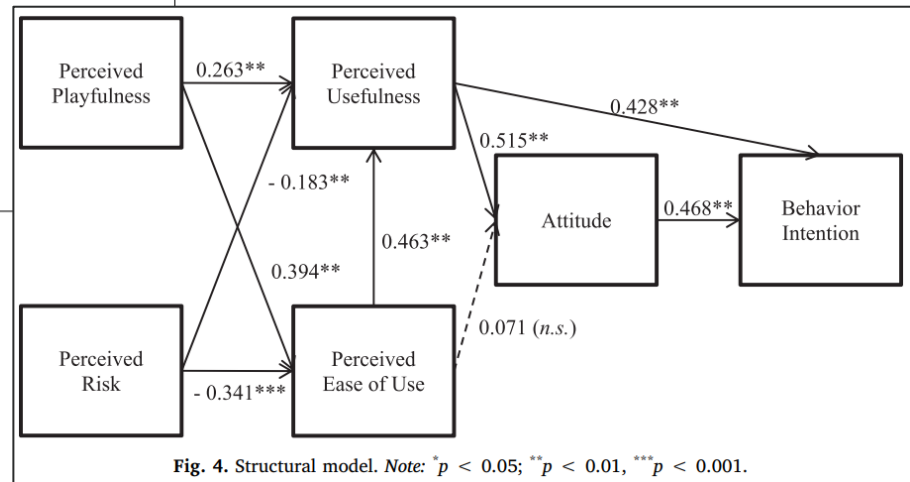 Perceived
Playfulness
0.263**
Perceived
Usefulness
0.428**
0.515**
- 0.183**
Attitude
0.468**
Behavior
Intention
0.463**
0.394**
0.071 (n.s.)
Perceived
Risk
- 0.341***
Perceived
Ease of Use
Fig. 4. Structural model. Note: *p < 0.05; **p < 0.01, ***p < 0.001.